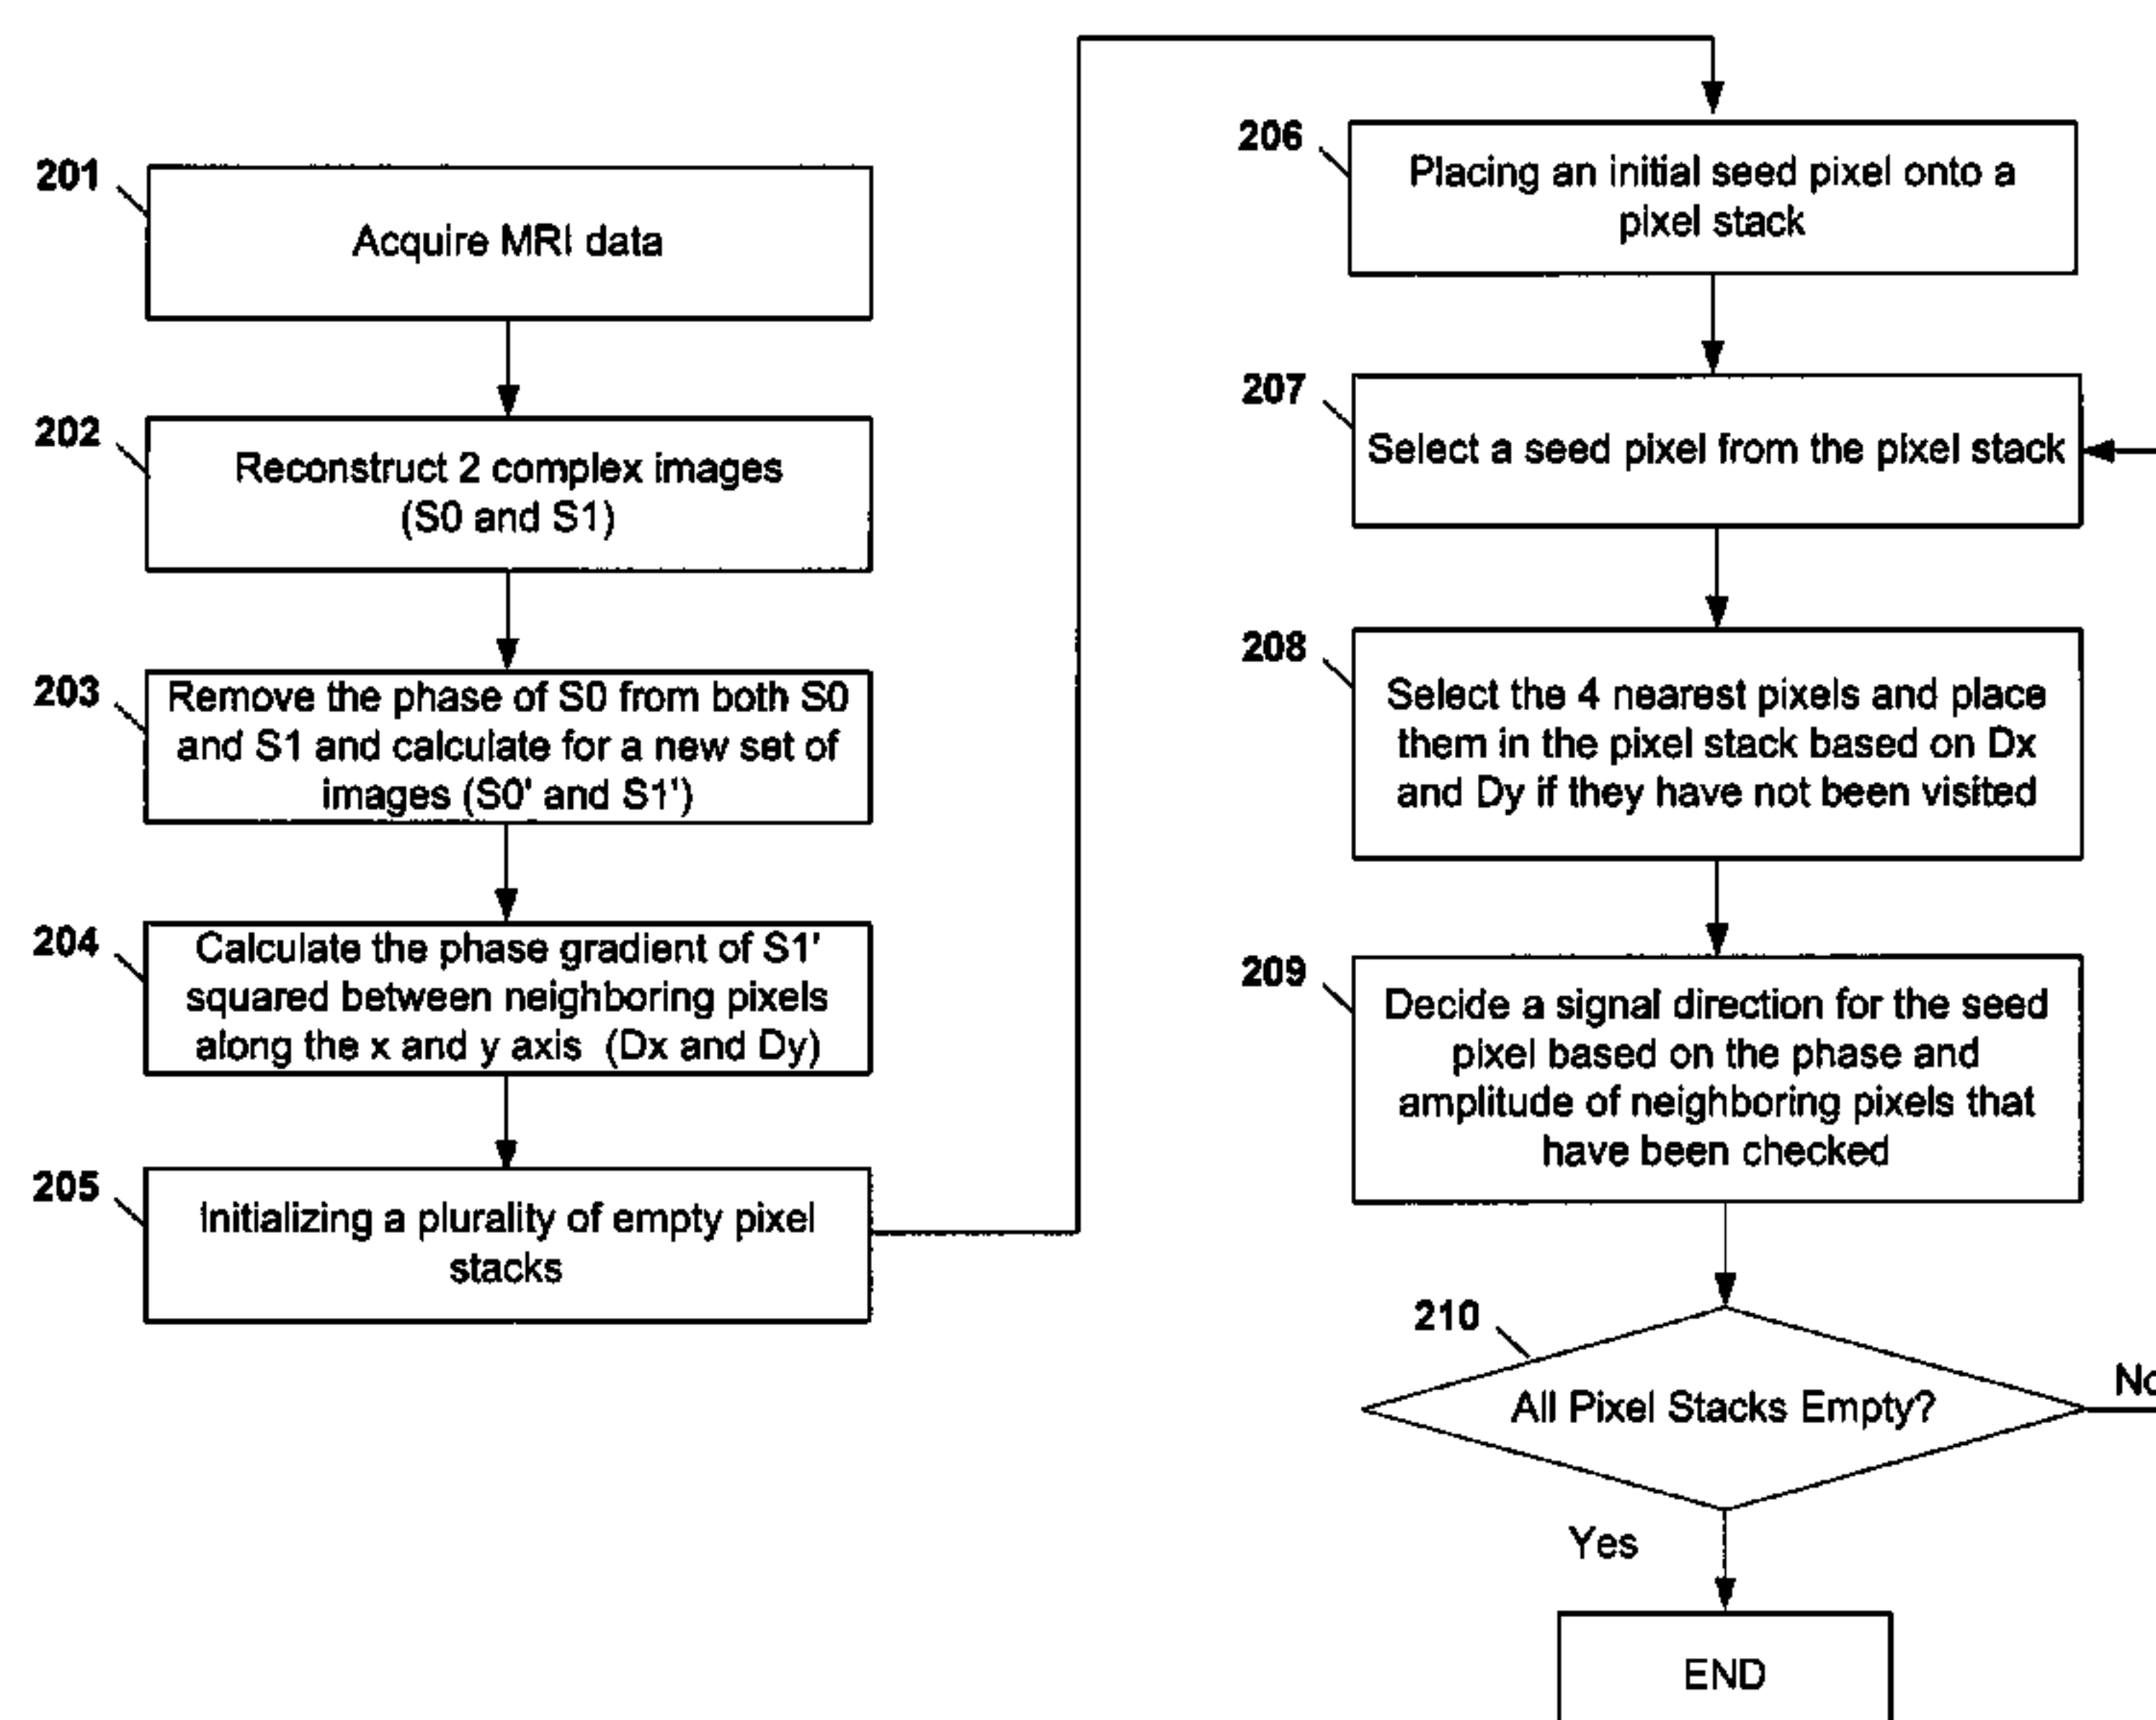 201
Acquire MRI data
202
Reconstruct 2 complex images
(S0 and S1)
203
Remove the phase of S0 from both S0
and S1 and calculate for a new set of
images (S0' and S1')
204
Calculate the phase gradient of S1'
squared between neighboring pixels
along the x and y axis (Dx and Dy)
205
Initializing a plurality of empty pixel
stacks
206
Placing an initial seed pixel onto a
pixel stack
207
Select a seed pixel from the pixel stack
208
Select the 4 nearest pixels and place
them in the pixel stack based on Dx
and Dy if they have not been visited
209
Decide a signal direction for the seed
pixel based on the phase and
amplitude of neighboring pixels that
have been checked
210
All Pixel Stacks Empty?
No
Yes
END